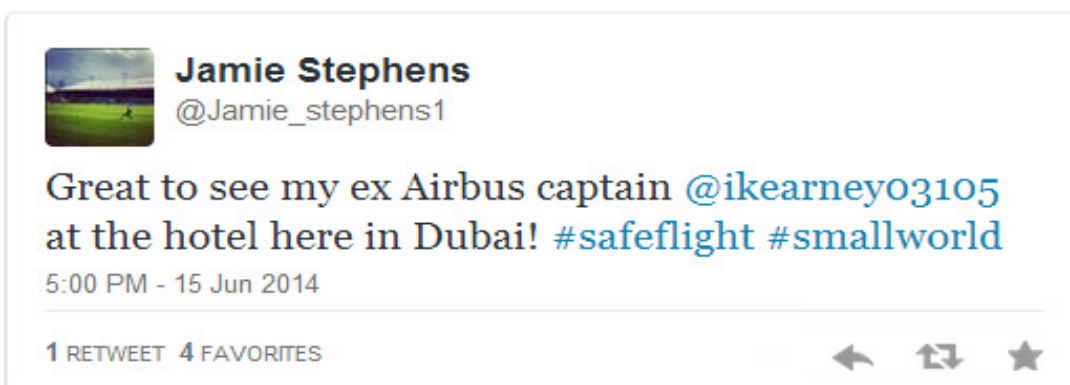 Jamie Stephens
@Jamie_stephens1
Great to see my ex Airbus captain @ikearney03105
at the hotel here in Dubai! #safeflight #smallworld
5:00 PM - 15 Jun 2014
1 RETWEET 4 FAVORITES